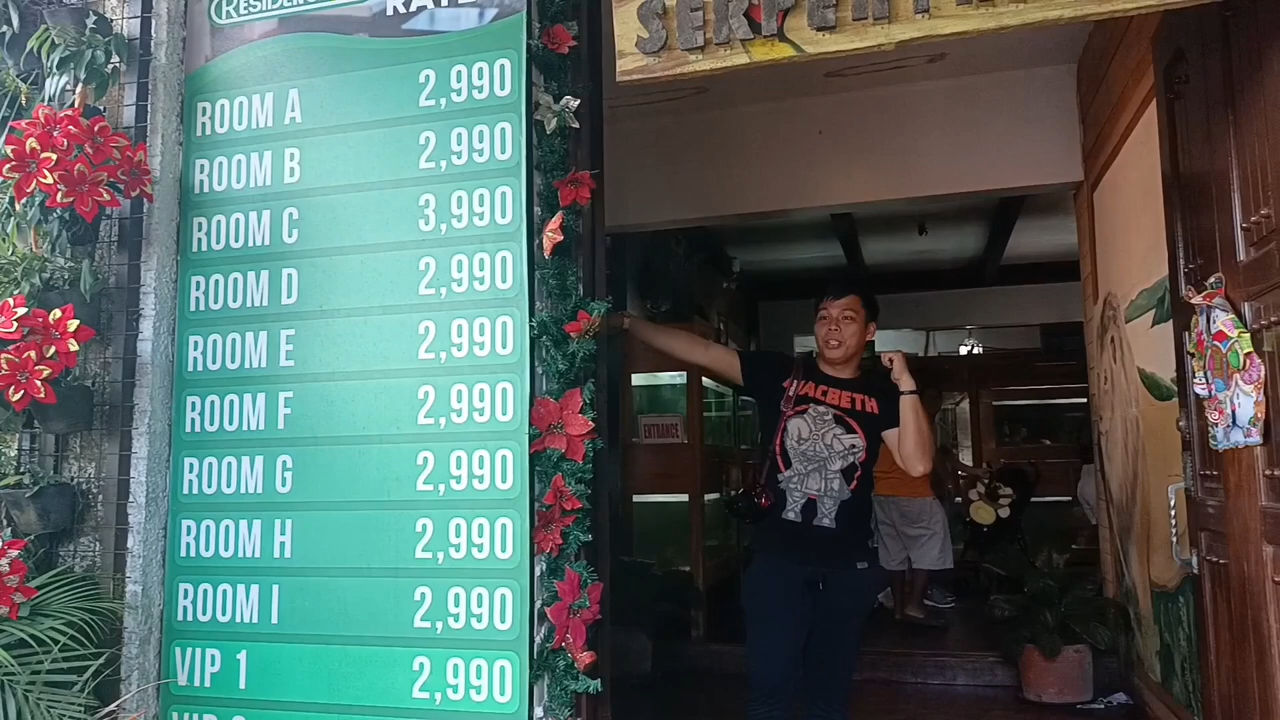 ROOM A 2,990
ROOM B 2,990
ROOM C 3,990
ROOM D 2,990
ROOM E 2,990
ROOM F 2,990
ROOM G 2,990
ROOM H 2,990
ROOM I 2,990
VIP 1 2,990
ENTRANCE
MACBETH